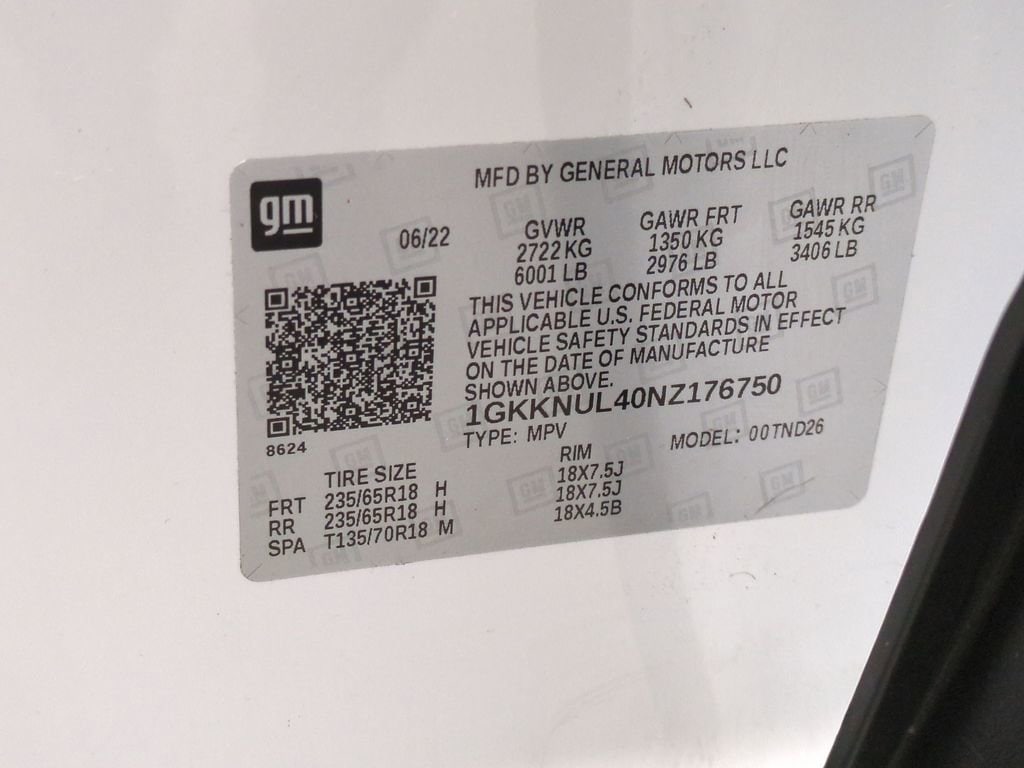 MFD BY GENERAL MOTORS LLC
gm
06/22
GVWR GAWR FRT GAWR RR
2722 KG 1350 KG 1545 KG
6001 LB 2976 LB 3406 LB
THIS VEHICLE CONFORMS TO ALL
APPLICABLE U.S. FEDERAL MOTOR
VEHICLE SAFETY STANDARDS IN EFFECT
ON THE DATE OF MANUFACTURE
SHOWN ABOVE.
1GKKNUL40NZ176750
8624
TYPE: MPV MODEL: 00TND26
TIRE SIZE RIM
FRT 235/65R18 H 18X7.5J
RR 235/65R18 H 18X7.5J
SPA T135/70R18 M 18X4.5B